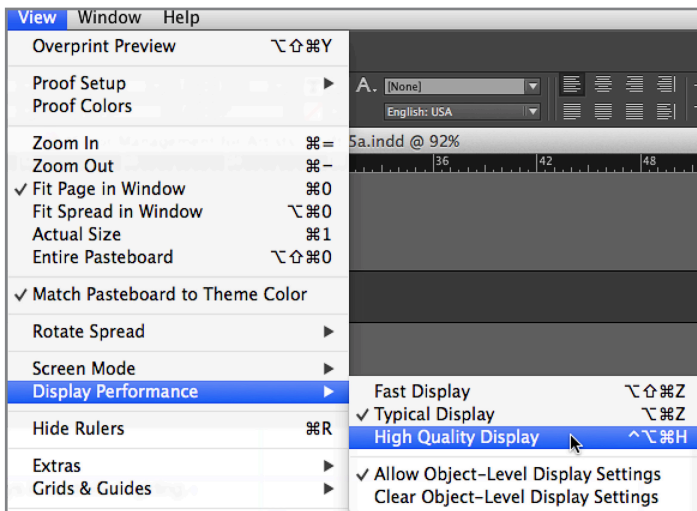 View Window Help
Overprint Preview ⌥⇧⌘Y
Proof Setup ▶
Proof Colors
Zoom In ⌘=
Zoom Out ⌘-
✓ Fit Page in Window ⌘0
Fit Spread in Window ⌥⌘0
Actual Size ⌘1
Entire Pasteboard ⌥⇧⌘0
✓ Match Pasteboard to Theme Color
Rotate Spread ▶
Screen Mode ▶
Display Performance ▶
Hide Rulers ⌘R
Extras ▶
Grids & Guides ▶
A. [None]
English: USA
5a.indd @ 92%
36 42 48
Fast Display ⌥⇧⌘Z
✓ Typical Display ⌥⌘Z
High Quality Display ^⌥⌘H
✓ Allow Object-Level Display Settings
Clear Object-Level Display Settings